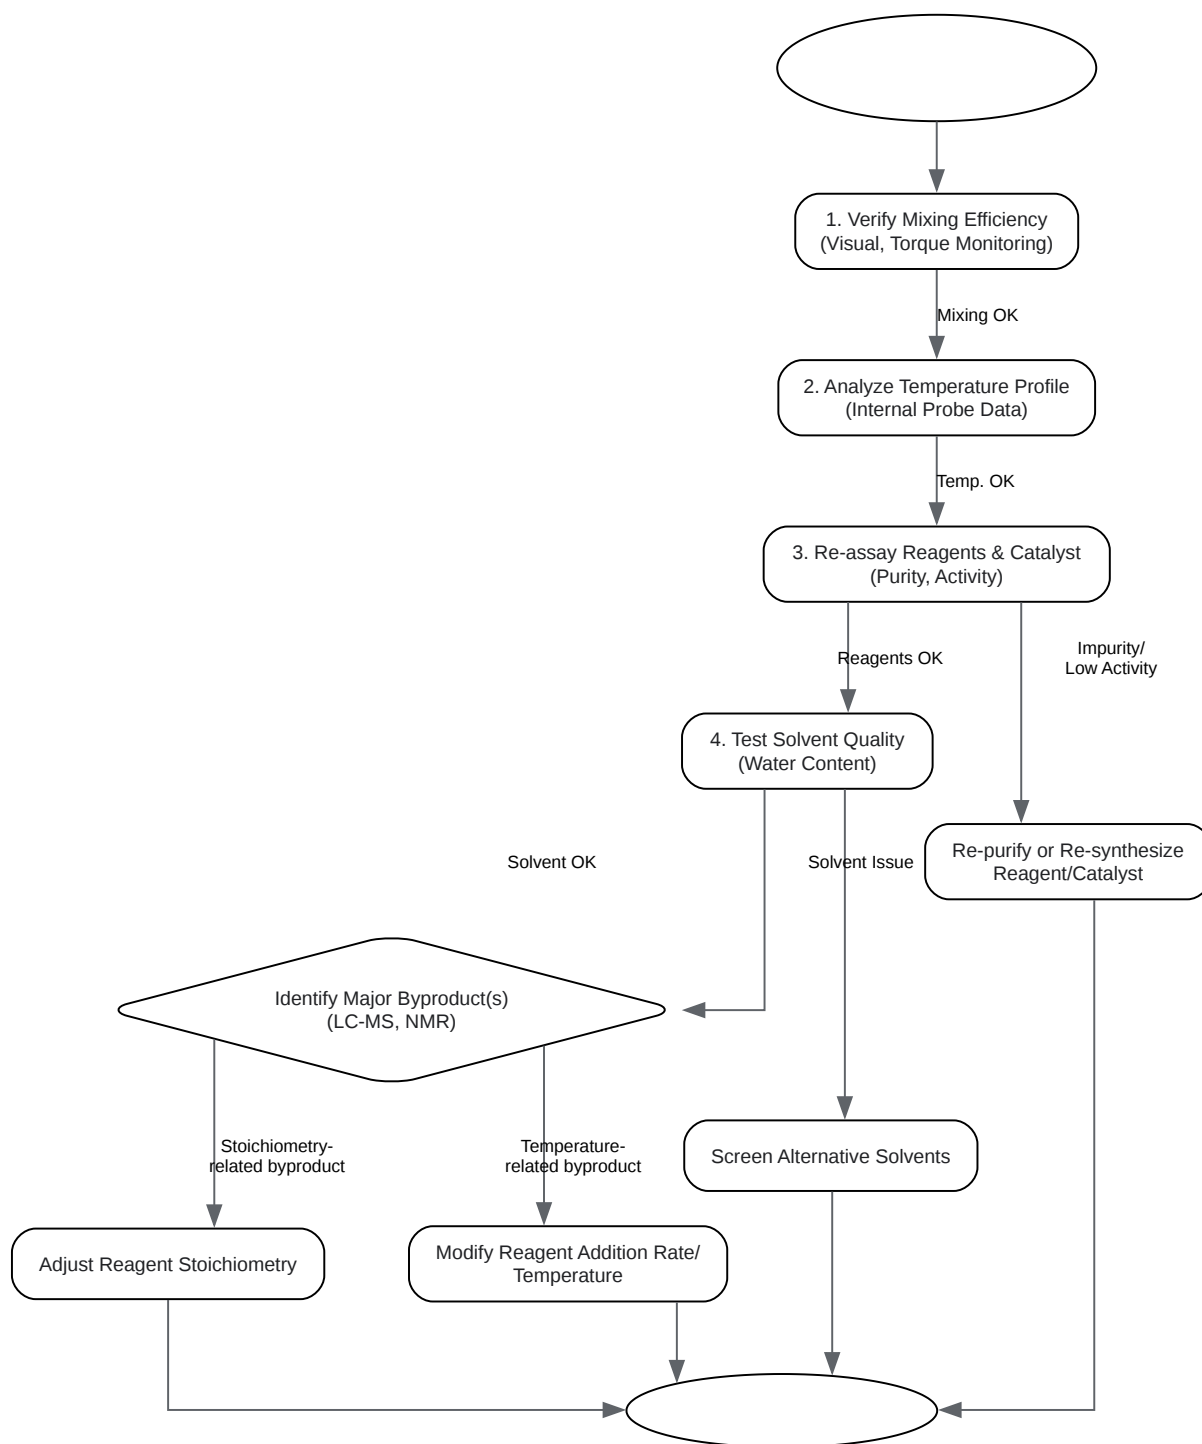 1. Verify Mixing Efficiency
(Visual, Torque Monitoring)
Mixing OK
2. Analyze Temperature Profile
(Internal Probe Data)
Temp. OK
3. Re-assay Reagents & Catalyst
(Purity, Activity)
Reagents OK
Impurity/
Low Activity
4. Test Solvent Quality
(Water Content)
Solvent OK
Solvent Issue
Re-purify or Re-synthesize
Reagent/Catalyst
Identify Major Byproduct(s)
(LC-MS, NMR)
Stoichiometry-
related byproduct
Temperature-
related byproduct
Screen Alternative Solvents
Adjust Reagent Stoichiometry
Modify Reagent Addition Rate/
Temperature